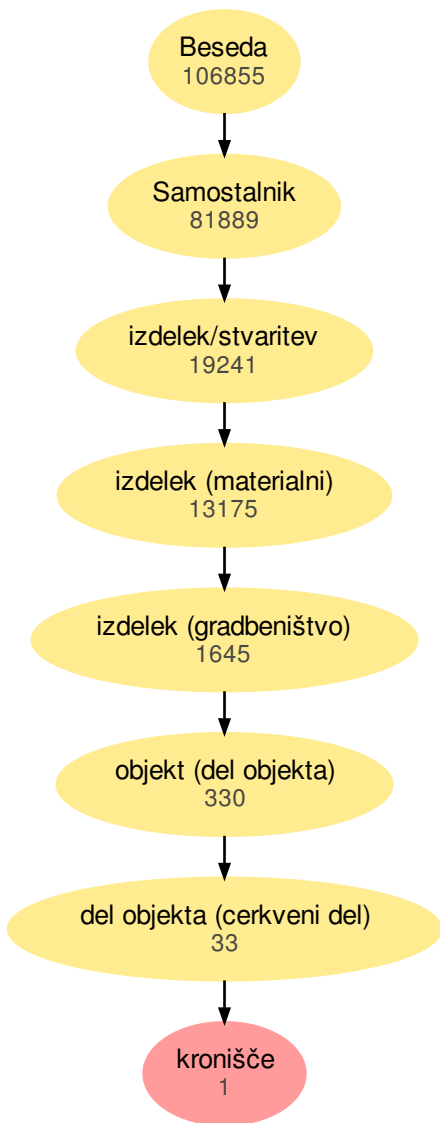 Beseda
106855
Samostalnik
81889
izdelek/stvaritev
19241
izdelek (materialni)
13175
izdelek (gradbeništvo)
1645
objekt (del objekta)
330
del objekta (cerkveni del)
33
kronišče
1